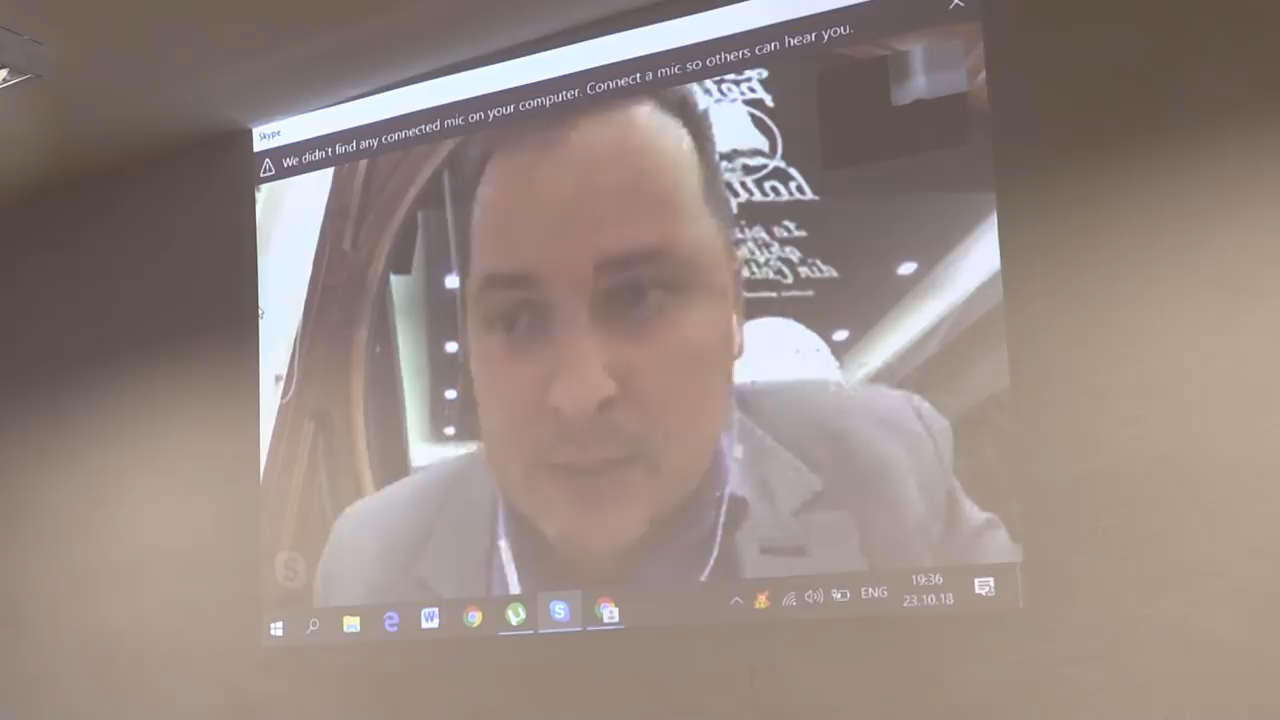 Skype
We didn't find any connected mic on your computer. Connect a mic so others can hear you.
ENG
19:36
23.10.18